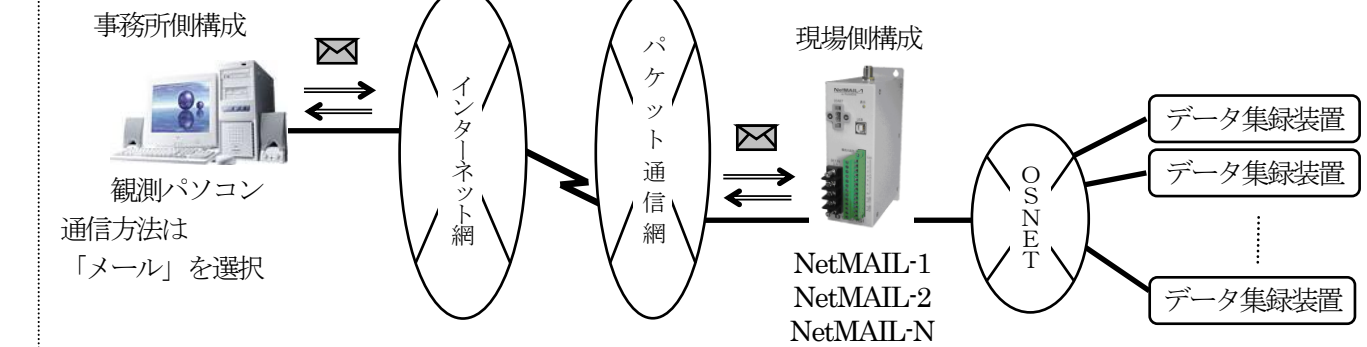 事務所側構成
観測パソコン
通信方法は
「メール」を選択
インターネット網
パケット通信網
現場側構成
NetMAIL-1
NetMAIL-1
NetMAIL-2
NetMAIL-N
OSNET
データ集録装置
データ集録装置
データ集録装置